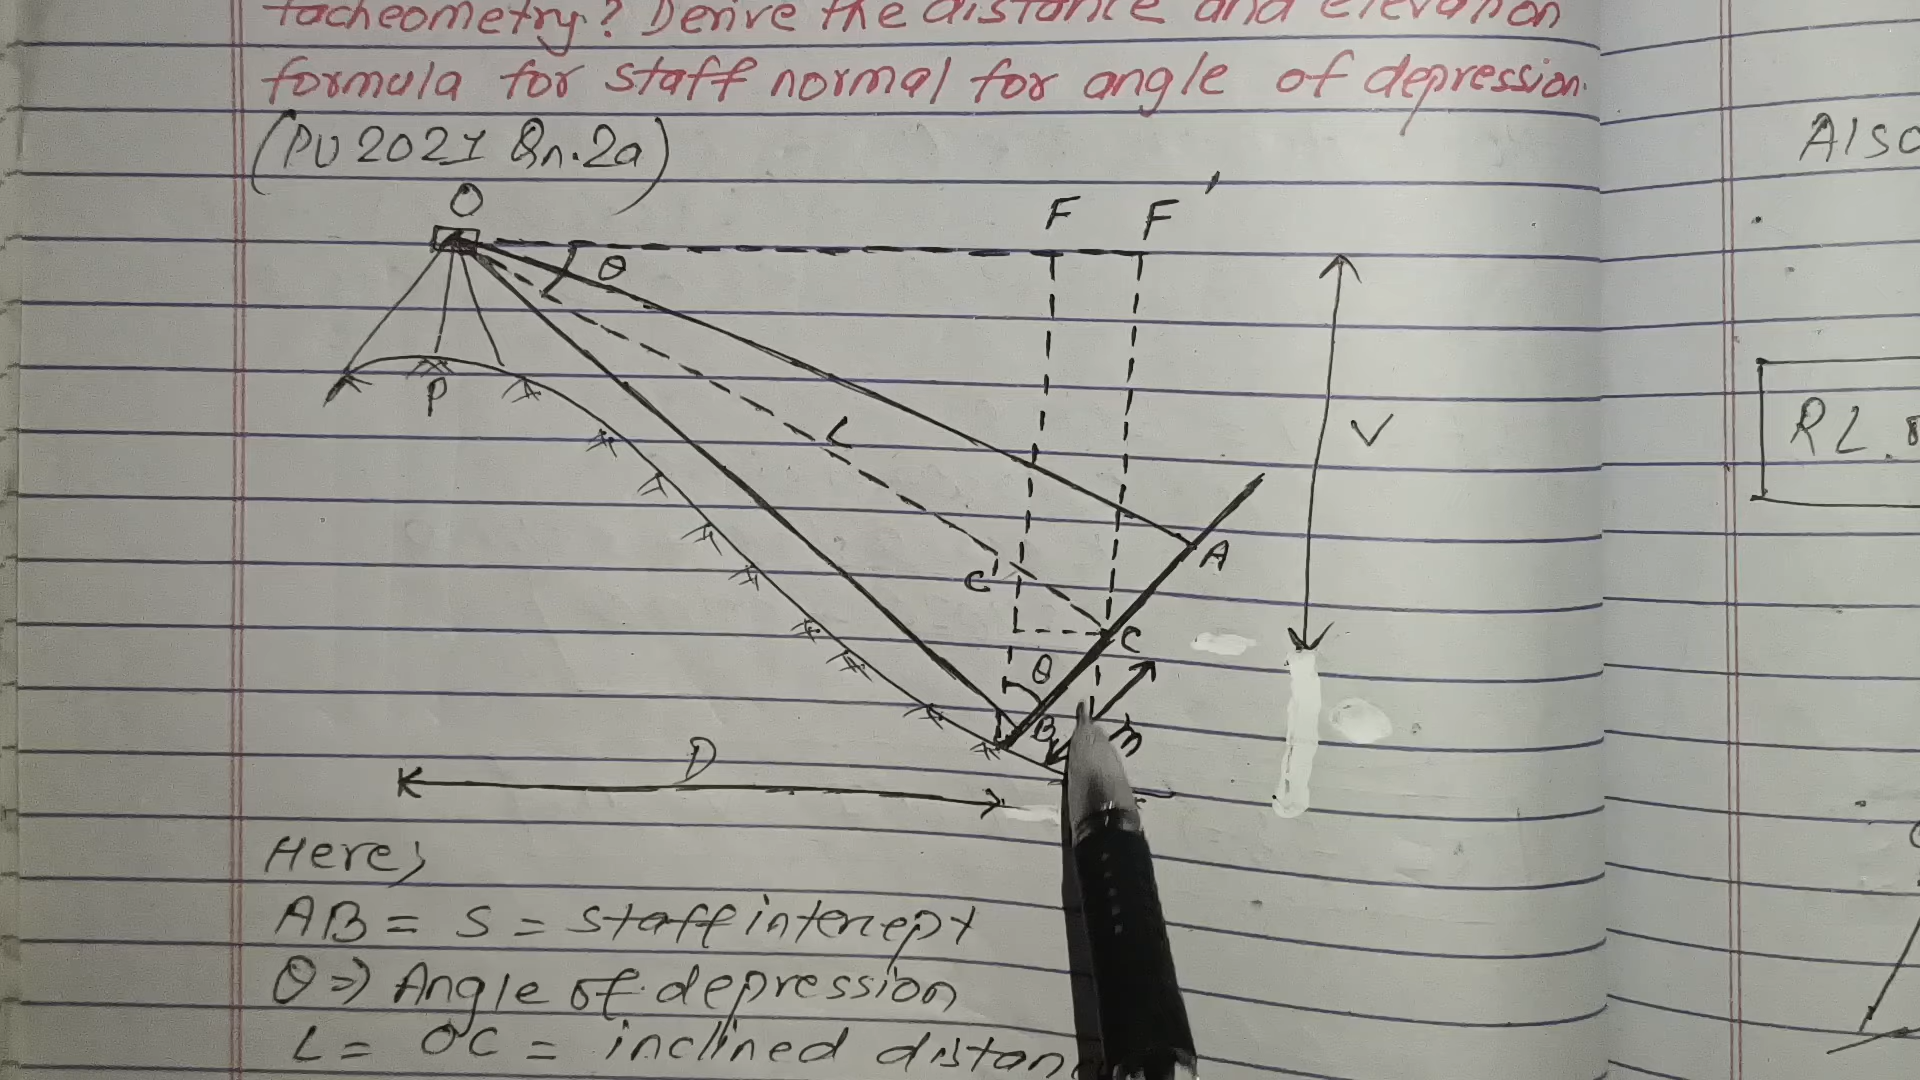 tacheometry? Derive the distance and elevation
formula for staff normal for angle of depression.
(PU 2021 Qn.2a)
Also
O
F F'
θ
P
V
L
RL.
A
C'
C
θ
B
h
D
Here,
AB = S = staff intercept
θ => Angle of depression
L = OC = inclined distan